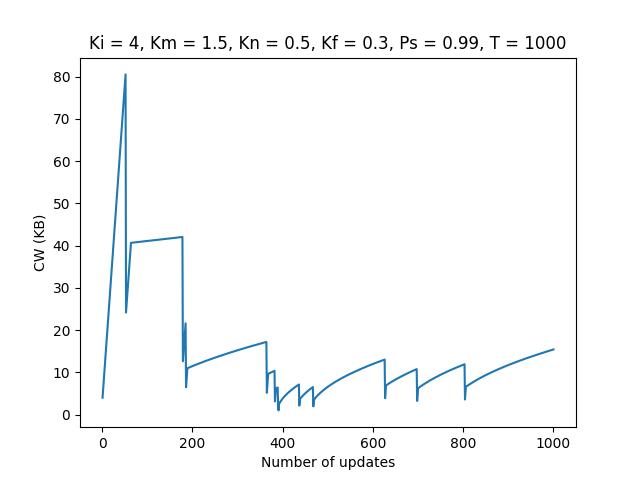 Ki = 4, Km = 1.5, Kn = 0.5, Kf = 0.3, Ps = 0.99, T = 1000
80
70
60
50
40
30
20
10
0
CW (KB)
0 200 400 600 800 1000
Number of updates